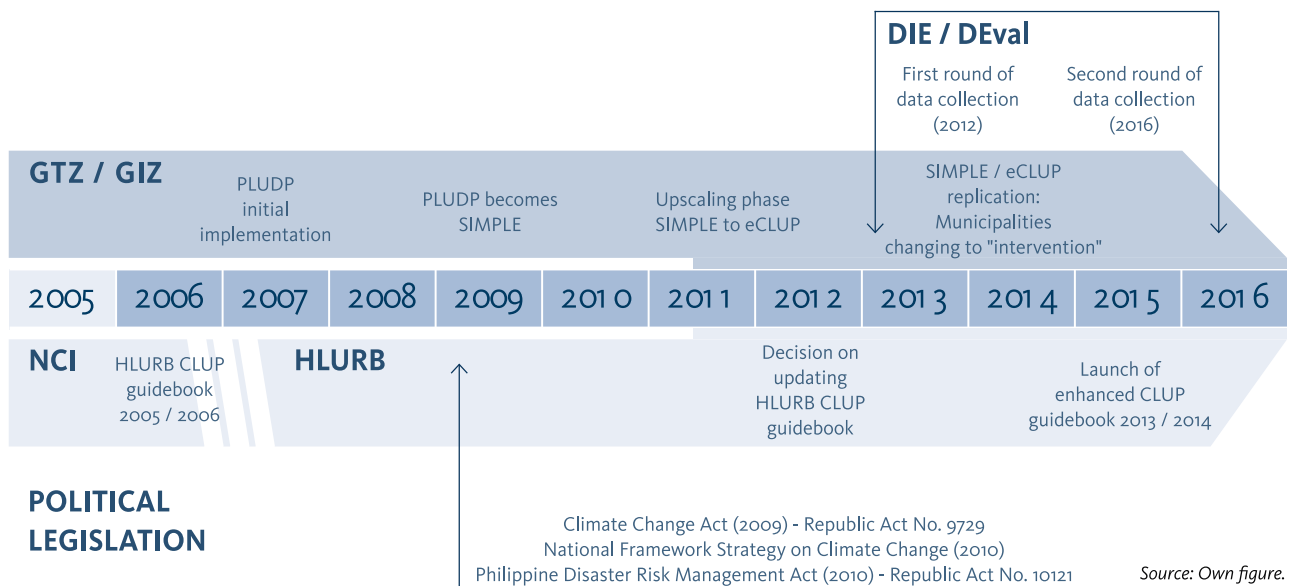 DIE / DEval
First round of
data collection
(2012)
Second round of
data collection
(2016)
GTZ / GIZ
PLUDP
initial
implementation
PLUDP becomes
SIMPLE
Upscaling phase
SIMPLE to eCLUP
SIMPLE / eCLUP
replication:
Municipalities
changing to "intervention"
2005 2006 2007 2008 2009 2010 2011 2012 2013 2014 2015 2016
NCI
HLURB CLUP
guidebook
2005 / 2006
HLURB
Decision on
updating
HLURB CLUP
guidebook
Launch of
enhanced CLUP
guidebook 2013 / 2014
POLITICAL
LEGISLATION
Climate Change Act (2009) - Republic Act No. 9729
National Framework Strategy on Climate Change (2010)
Philippine Disaster Risk Management Act (2010) - Republic Act No. 10121
Source: Own figure.